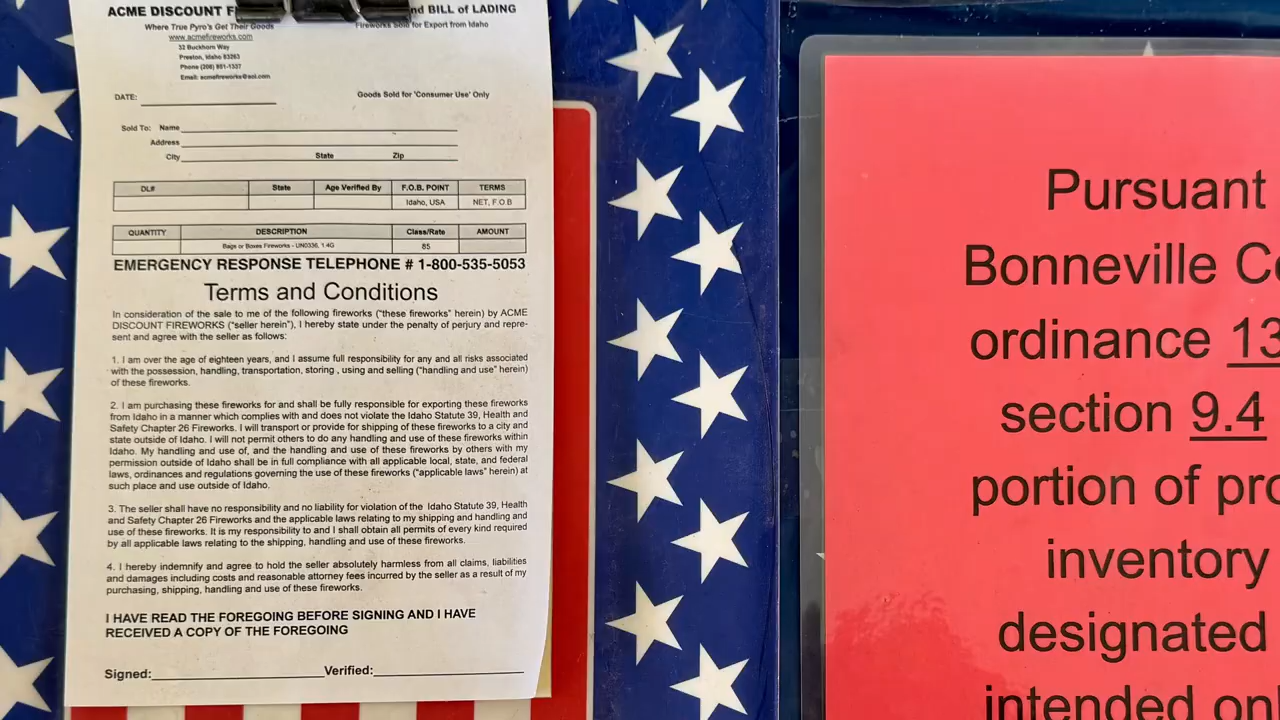 ACME DISCOUNT F nd BILL of LADING
Where True Pyro's Get Their Goods
Fireworks Sold for Export from Idaho
www.acmefireworks.com
32 Buckhorn Way
Preston, Idaho 83263
Phone (208) 851-1337
Email: acmefireworks@aol.com
DATE:
Goods Sold for 'Consumer Use' Only
Sold To: Name
Address
City State Zip
DL# State Age Verified By F.O.B. POINT TERMS
Idaho, USA NET, F.O.B
QUANTITY DESCRIPTION Class/Rate AMOUNT
Bags or Boxes Fireworks - UN0336, 1.4G 85
EMERGENCY RESPONSE TELEPHONE # 1-800-535-5053
Terms and Conditions
In consideration of the sale to me of the following fireworks ("these fireworks" herein) by ACME
DISCOUNT FIREWORKS ("seller herein"), I hereby state under the penalty of perjury and repre-
sent and agree with the seller as follows:
1. I am over the age of eighteen years, and I assume full responsibility for any and all risks associated
with the possession, handling, transportation, storing , using and selling ("handling and use" herein)
of these fireworks.
2. I am purchasing these fireworks for and shall be fully responsible for exporting these fireworks
from Idaho in a manner which complies with and does not violate the Idaho Statute 39, Health and
Safety Chapter 26 Fireworks. I will transport or provide for shipping of these fireworks to a city and
state outside of Idaho. I will not permit others to do any handling and use of these fireworks within
Idaho. My handling and use of, and the handling and use of these fireworks by others with my
permission outside of Idaho shall be in full compliance with all applicable local, state, and federal
laws, ordinances and regulations governing the use of these fireworks ("applicable laws" herein) at
such place and use outside of Idaho.
3. The seller shall have no responsibility and no liability for violation of the Idaho Statute 39, Health
and Safety Chapter 26 Fireworks and the applicable laws relating to my shipping and handling and
use of these fireworks. It is my responsibility to and I shall obtain all permits of every kind required
by all applicable laws relating to the shipping, handling and use of these fireworks.
4. I hereby indemnify and agree to hold the seller absolutely harmless from all claims, liabilities
and damages including costs and reasonable attorney fees incurred by the seller as a result of my
purchasing, shipping, handling and use of these fireworks.
I HAVE READ THE FOREGOING BEFORE SIGNING AND I HAVE
RECEIVED A COPY OF THE FOREGOING
Signed: Verified:
Pursuant
Bonneville Co
ordinance 13
section 9.4
portion of pro
inventory
designated
intended onl